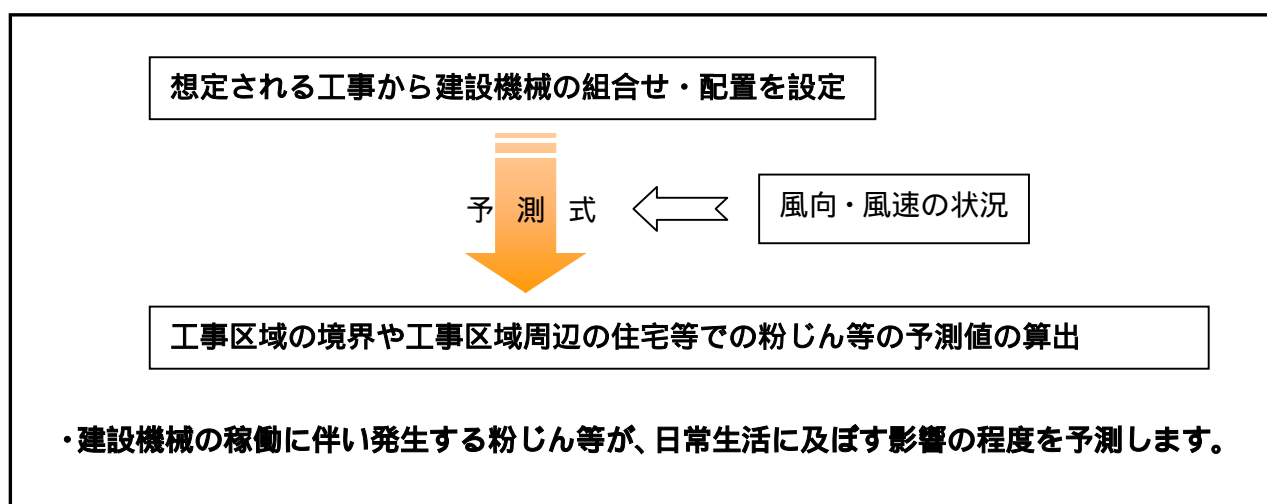 想定される工事から建設機械の組合せ・配置を設定
予測式
風向・風速の状況
工事区域の境界や工事区域周辺の住宅等での粉じん等の予測値の算出
・建設機械の稼働に伴い発生する粉じん等が、日常生活に及ぼす影響の程度を予測します。